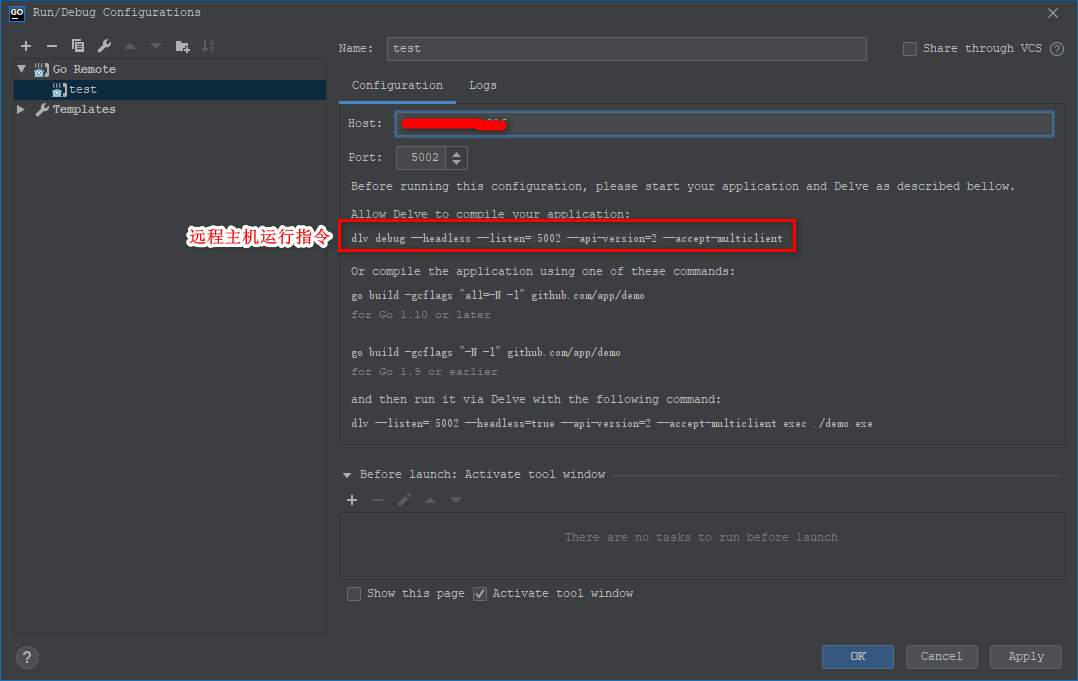 GO Run/Debug Configurations
Name: test
Share through VCS ?
Go Remote
test
Templates
Configuration Logs
Host:
Port: 5002
Before running this configuration, please start your application and Delve as described bellow.
Allow Delve to compile your application:
远程主机运行指令
dlv debug --headless --listen=:5002 --api-version=2 --accept-multiclient
Or compile the application using one of these commands:
go build -gcflags "all=-N -l" github.com/app/demo
for Go 1.10 or later
go build -gcflags "-N -l" github.com/app/demo
for Go 1.9 or earlier
and then run it via Delve with the following command:
dlv --listen=:5002 --headless=true --api-version=2 --accept-multiclient exec ./demo.exe
Before launch: Activate tool window
There are no tasks to run before launch
Show this page Activate tool window
? OK Cancel Apply